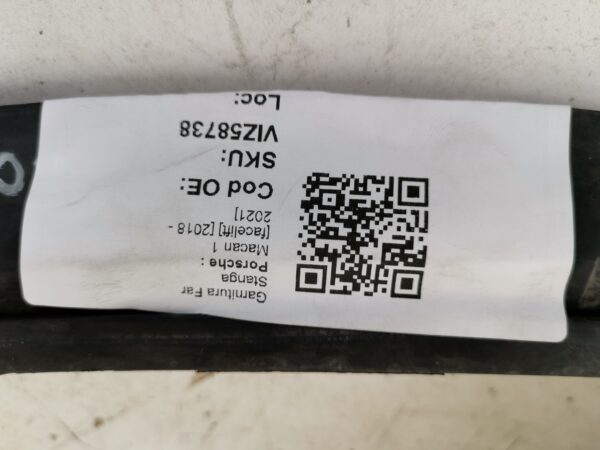 Garnitura Far
Stanga
Porsche :
Macan 1
[facelift] [2018 -
2021]
Cod OE:
SKU:
VIZ58738
Loc: